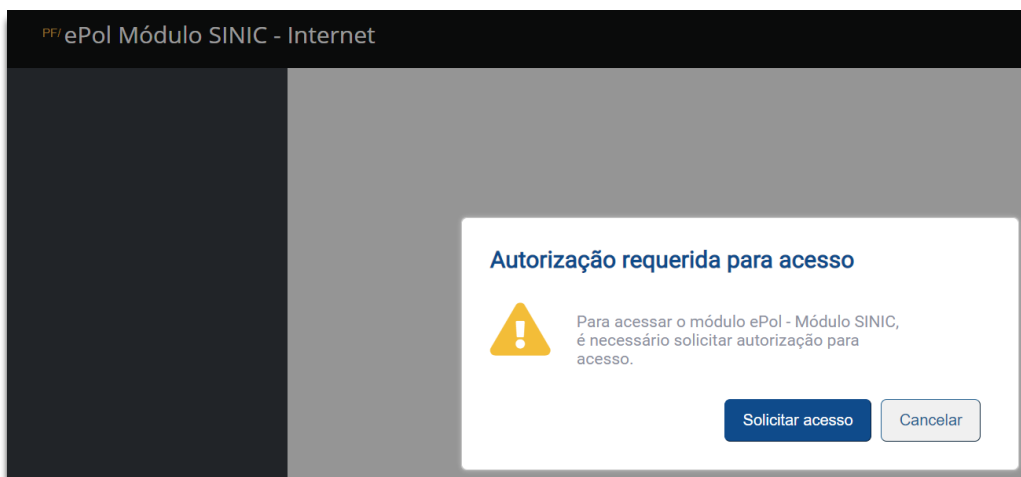 PF/ ePol Módulo SINIC - Internet
Autorização requerida para acesso
Para acessar o módulo ePol - Módulo SINIC,
é necessário solicitar autorização para
acesso.
Solicitar acesso Cancelar